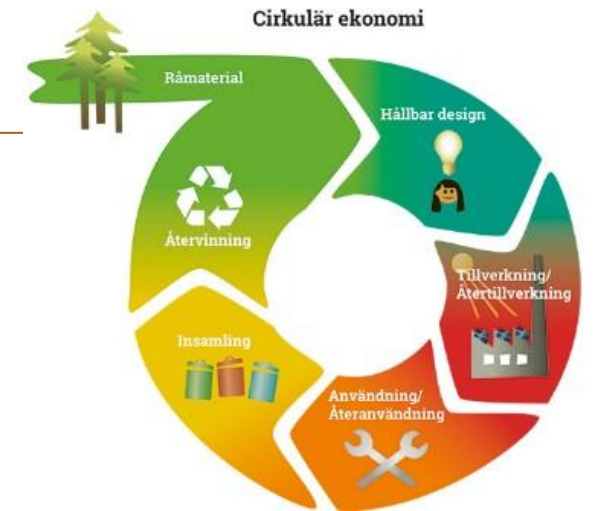 Cirkulär ekonomi
Råmaterial
Hållbar design
Tillverkning/
Återtillverkning
Användning/
Återanvändning
Insamling
Återvinning